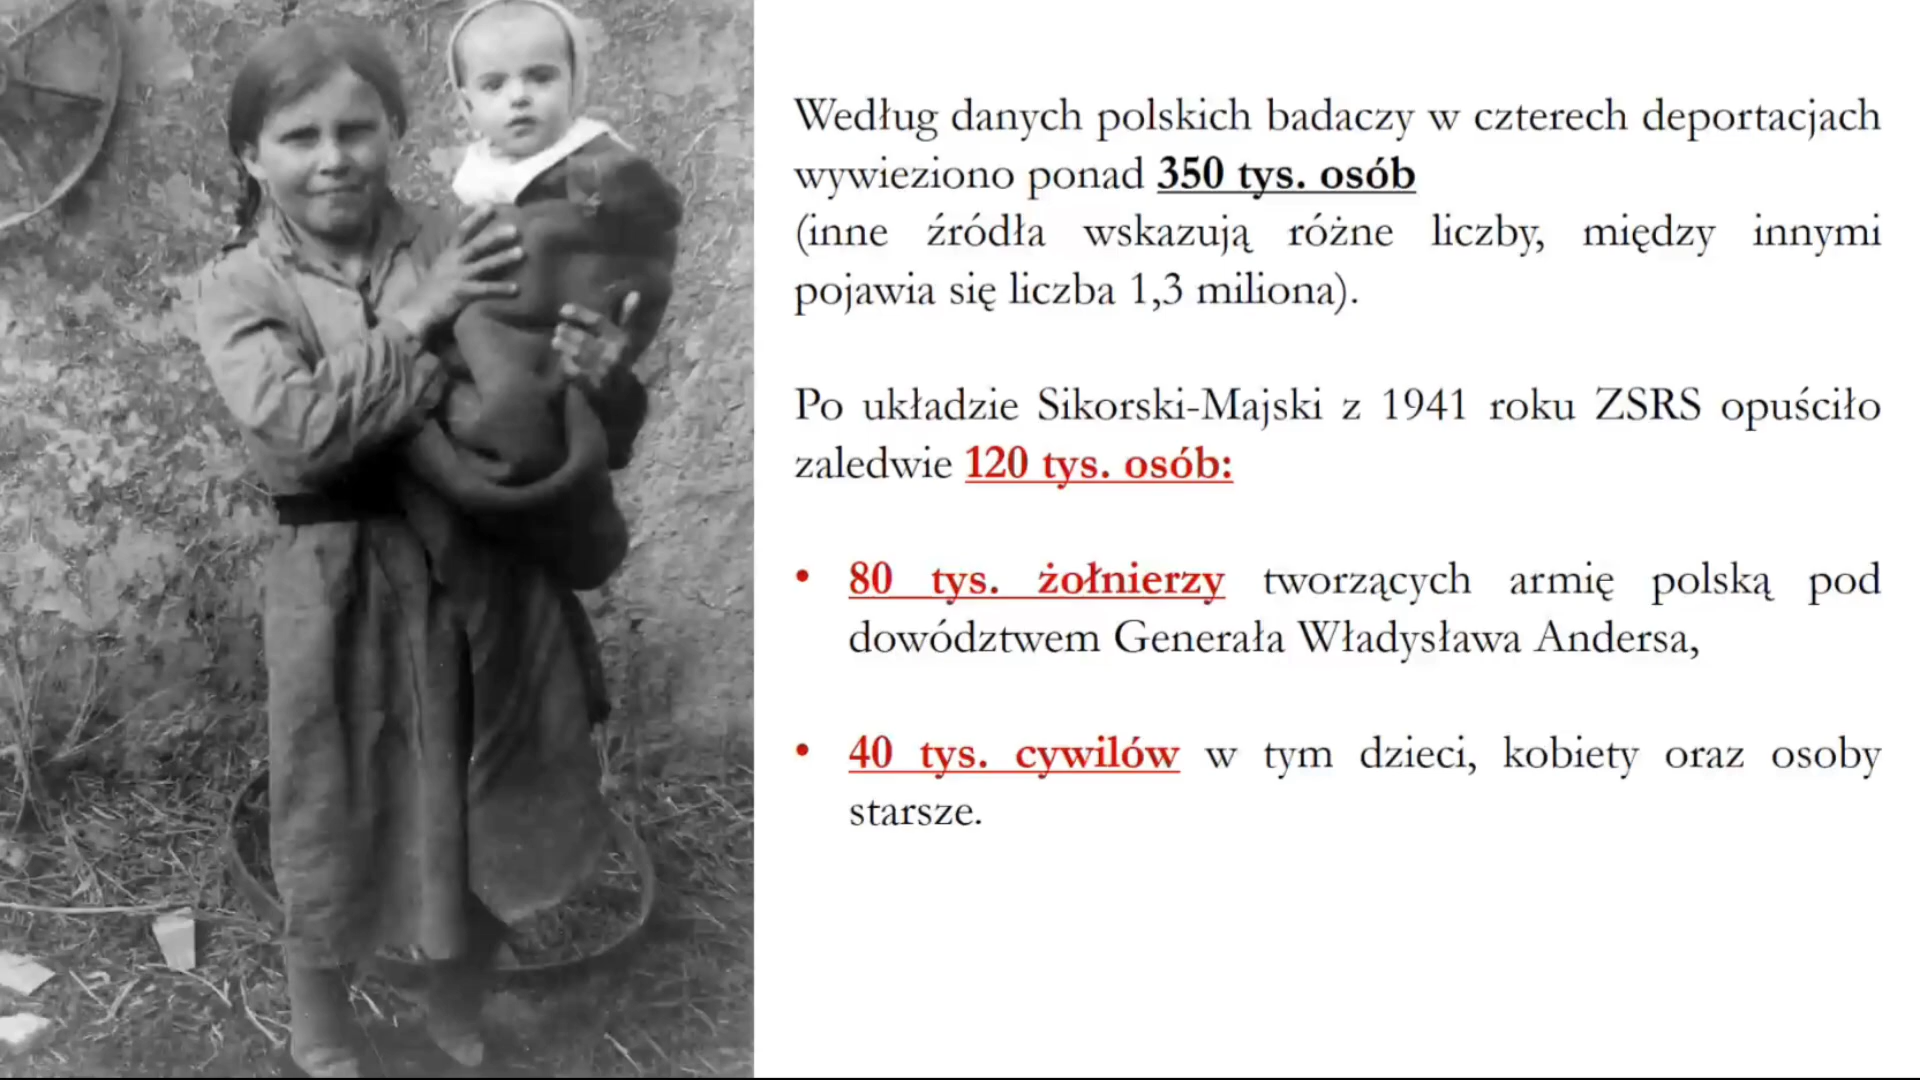 Według danych polskich badaczy w czterech deportacjach
wywieziono ponad 350 tys. osób
(inne źródła wskazują różne liczby, między innymi
pojawia się liczba 1,3 miliona).
Po układzie Sikorski-Majski z 1941 roku ZSRS opuściło
zaledwie 120 tys. osób:
• 80 tys. żołnierzy tworzących armię polską pod
dowództwem Generała Władysława Andersa,
• 40 tys. cywilów w tym dzieci, kobiety oraz osoby
starsze.